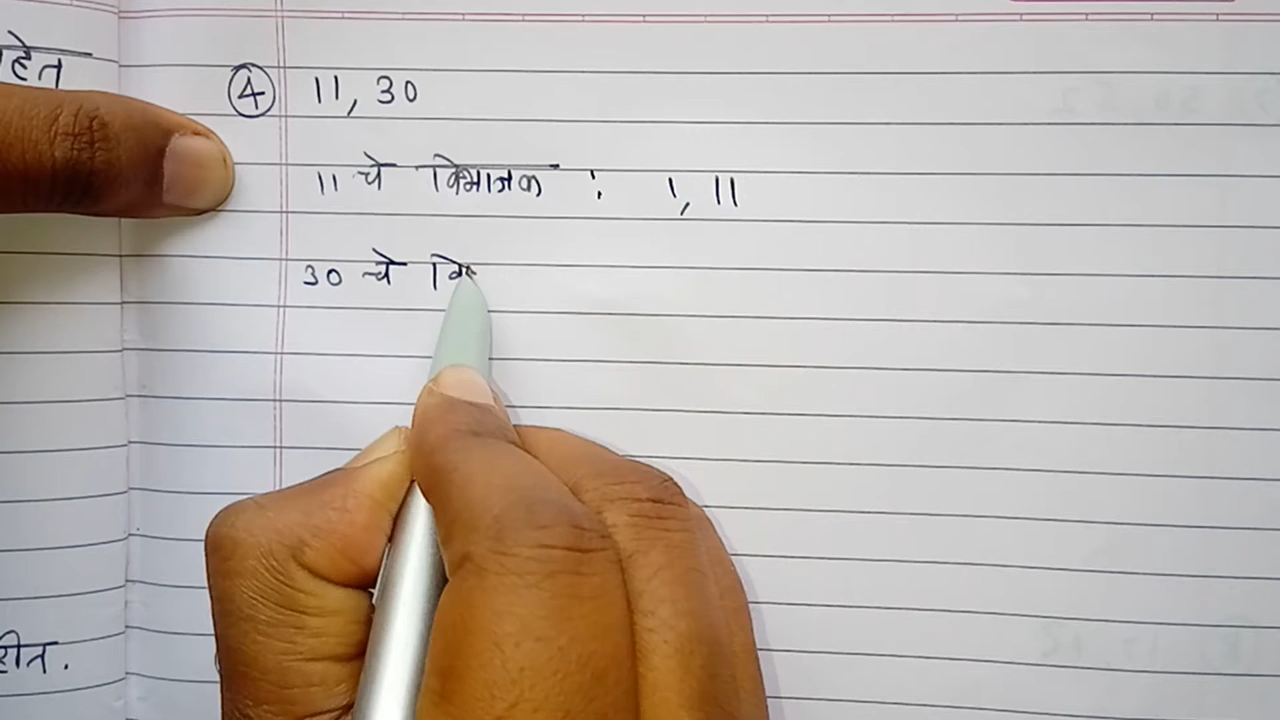 ④ 11, 30
11 चे विभाजक : 1, 11
30 चे वि